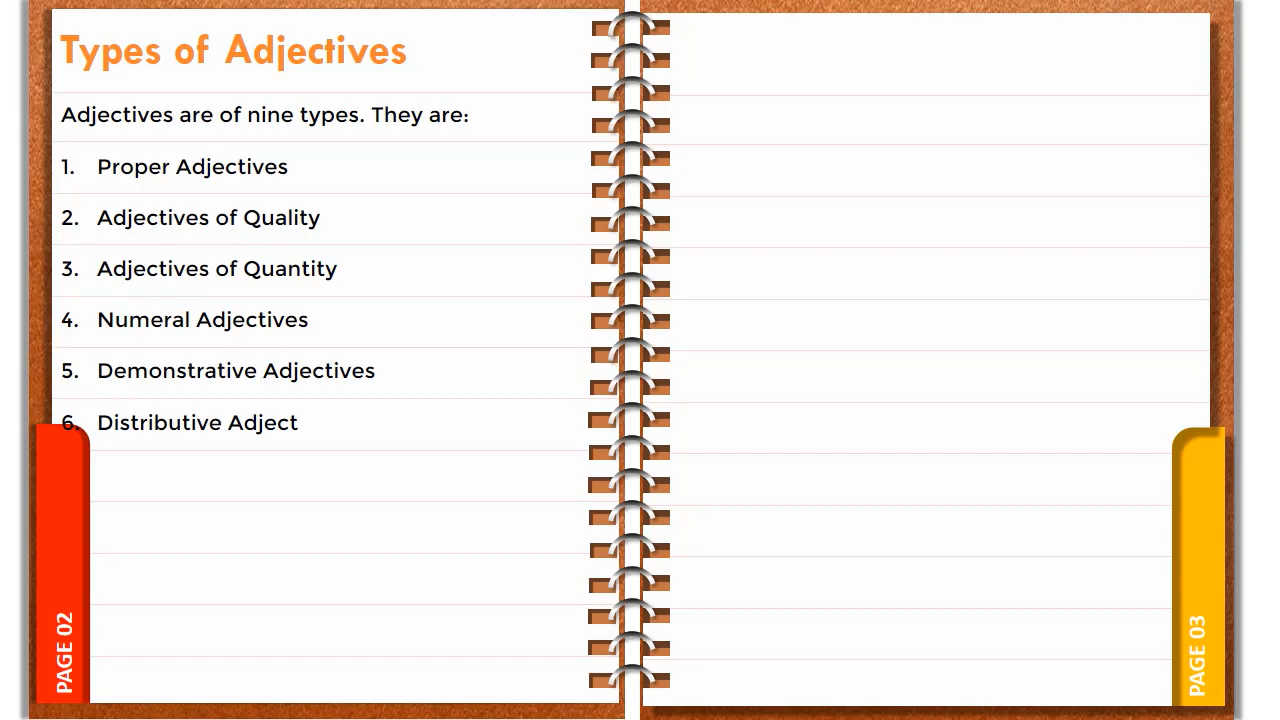 Types of Adjectives
Adjectives are of nine types. They are:
1. Proper Adjectives
2. Adjectives of Quality
3. Adjectives of Quantity
4. Numeral Adjectives
5. Demonstrative Adjectives
6. Distributive Adject
PAGE 02
PAGE 03